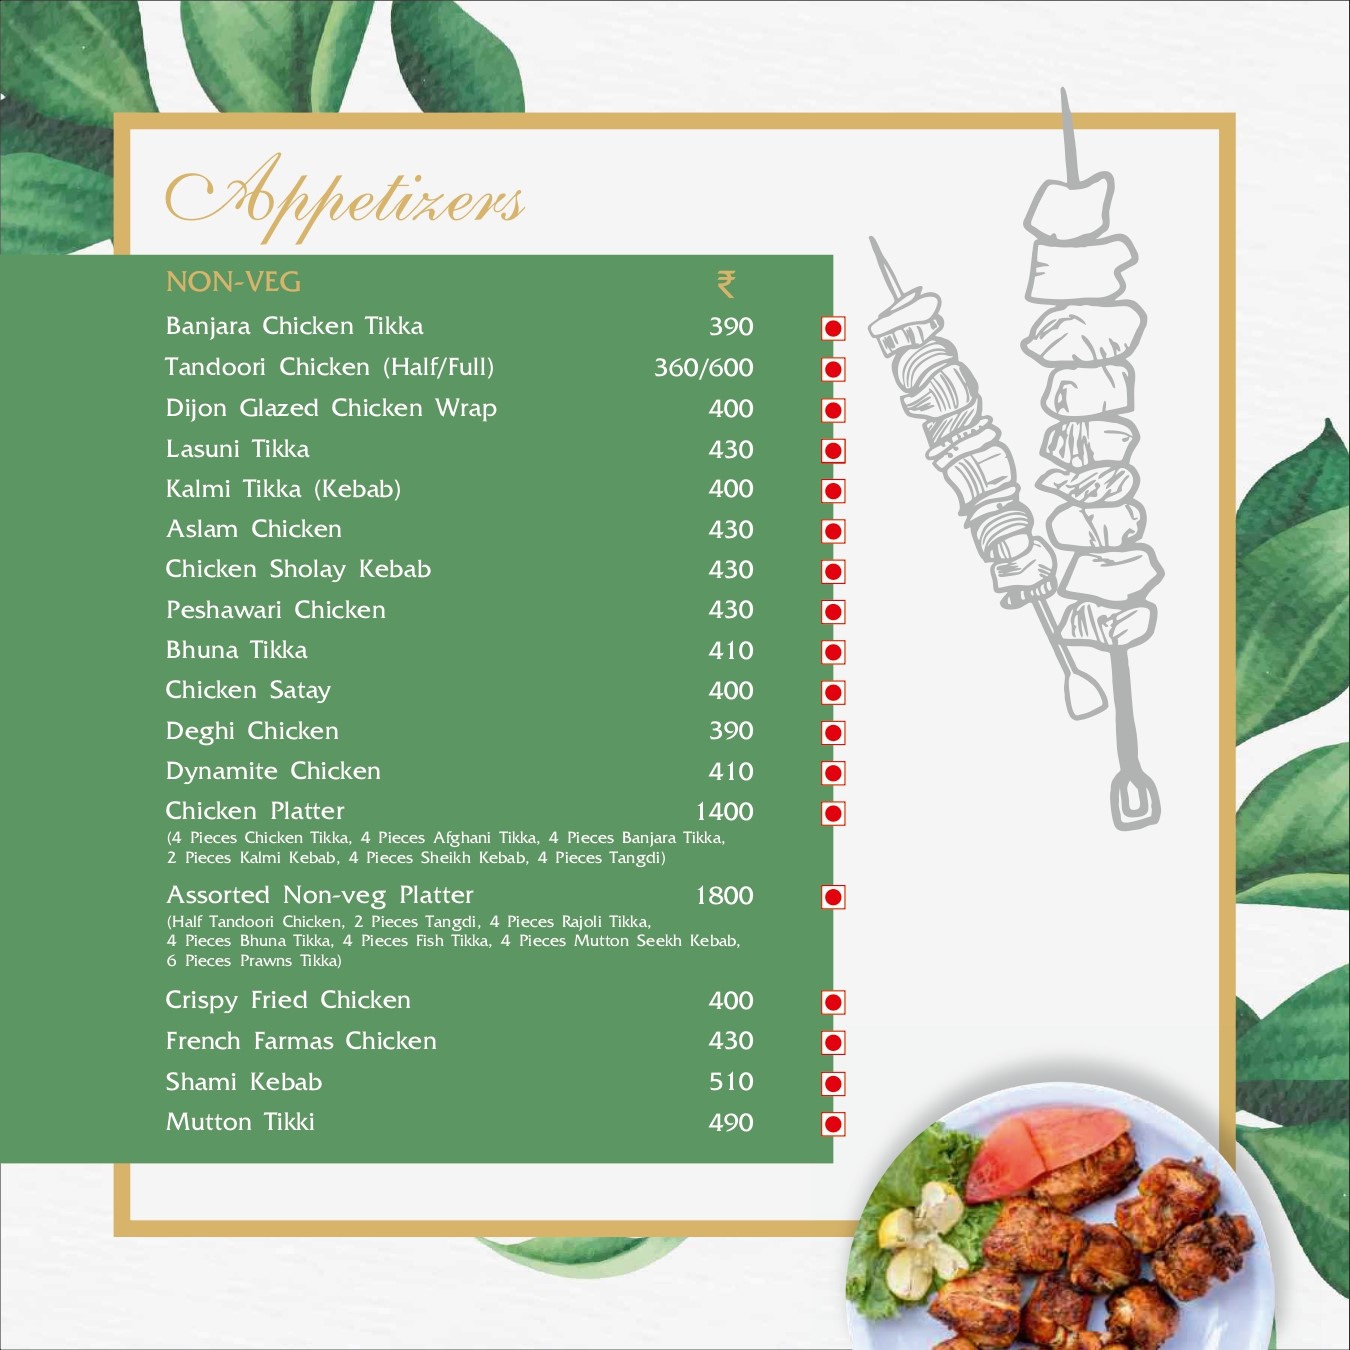 Appetizers
NON-VEG ₹
Banjara Chicken Tikka 390
Tandoori Chicken (Half/Full) 360/600
Dijon Glazed Chicken Wrap 400
Lasuni Tikka 430
Kalmi Tikka (Kebab) 400
Aslam Chicken 430
Chicken Sholay Kebab 430
Peshawari Chicken 430
Bhuna Tikka 410
Chicken Satay 400
Deghi Chicken 390
Dynamite Chicken 410
Chicken Platter 1400
(4 Pieces Chicken Tikka, 4 Pieces Afghani Tikka, 4 Pieces Banjara Tikka,
2 Pieces Kalmi Kebab, 4 Pieces Sheikh Kebab, 4 Pieces Tangdi)
Assorted Non-veg Platter 1800
(Half Tandoori Chicken, 2 Pieces Tangdi, 4 Pieces Rajoli Tikka,
4 Pieces Bhuna Tikka, 4 Pieces Fish Tikka, 4 Pieces Mutton Seekh Kebab,
6 Pieces Prawns Tikka)
Crispy Fried Chicken 400
French Farmas Chicken 430
Shami Kebab 510
Mutton Tikki 490